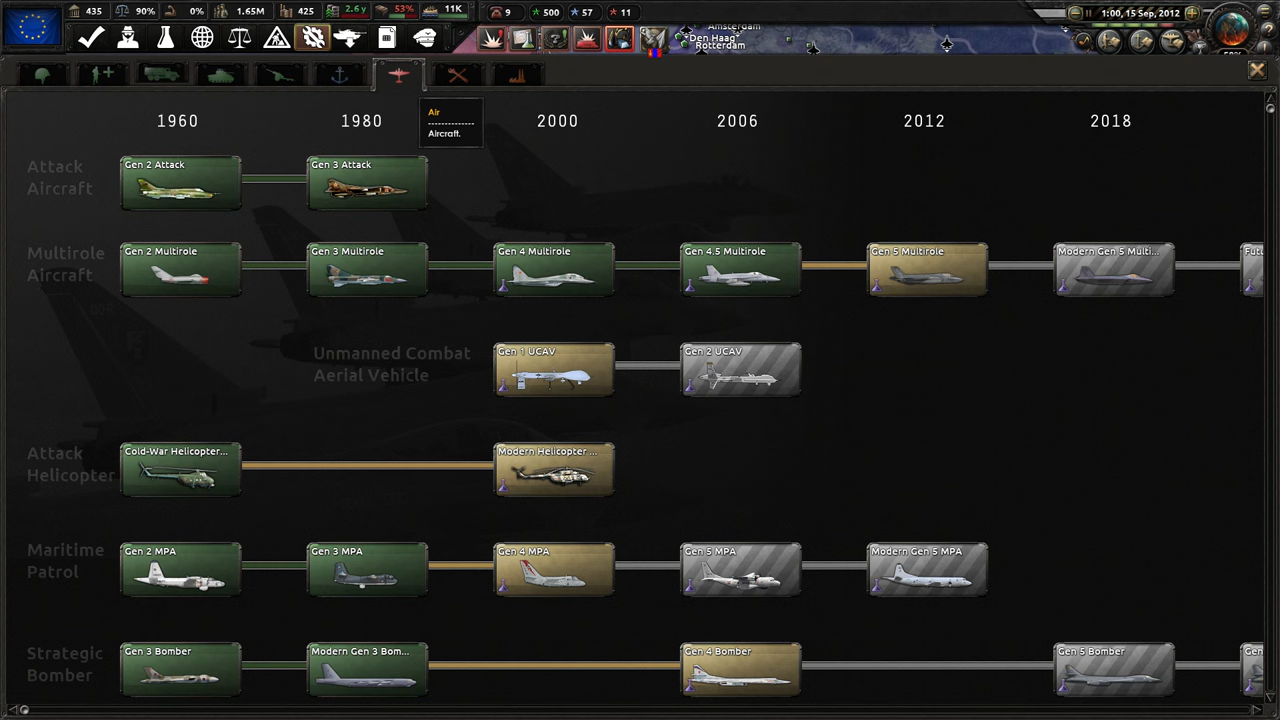 435 90% 0% 1.65M 425 2.6 y 53% 11K 9 500 57 11 1:00, 15 Sep, 2012
Amsterdam
Den Haag
Rotterdam
Air
--------------
Aircraft.
1960 1980 2000 2006 2012 2018
Attack
Aircraft
Gen 2 Attack Gen 3 Attack
Multirole
Aircraft
Gen 2 Multirole Gen 3 Multirole Gen 4 Multirole Gen 4.5 Multirole Gen 5 Multirole Modern Gen 5 Multi...
Unmanned Combat
Aerial Vehicle
Gen 1 UCAV Gen 2 UCAV
Attack
Helicopter
Cold-War Helicopter... Modern Helicopter ...
Maritime
Patrol
Gen 2 MPA Gen 3 MPA Gen 4 MPA Gen 5 MPA Modern Gen 5 MPA
Strategic
Bomber
Gen 3 Bomber Modern Gen 3 Bom... Gen 4 Bomber Gen 5 Bomber Gen